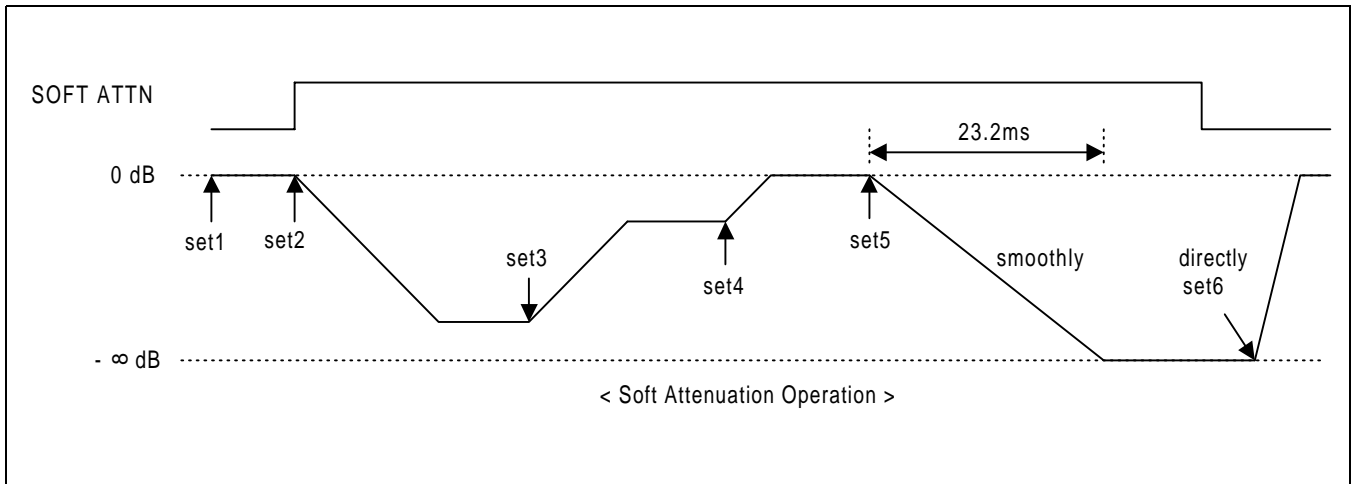 SOFT ATTN
23.2ms
0 dB
set1
set2
set3
set4
set5
smoothly
directly
set6
- ∞ dB
< Soft Attenuation Operation >